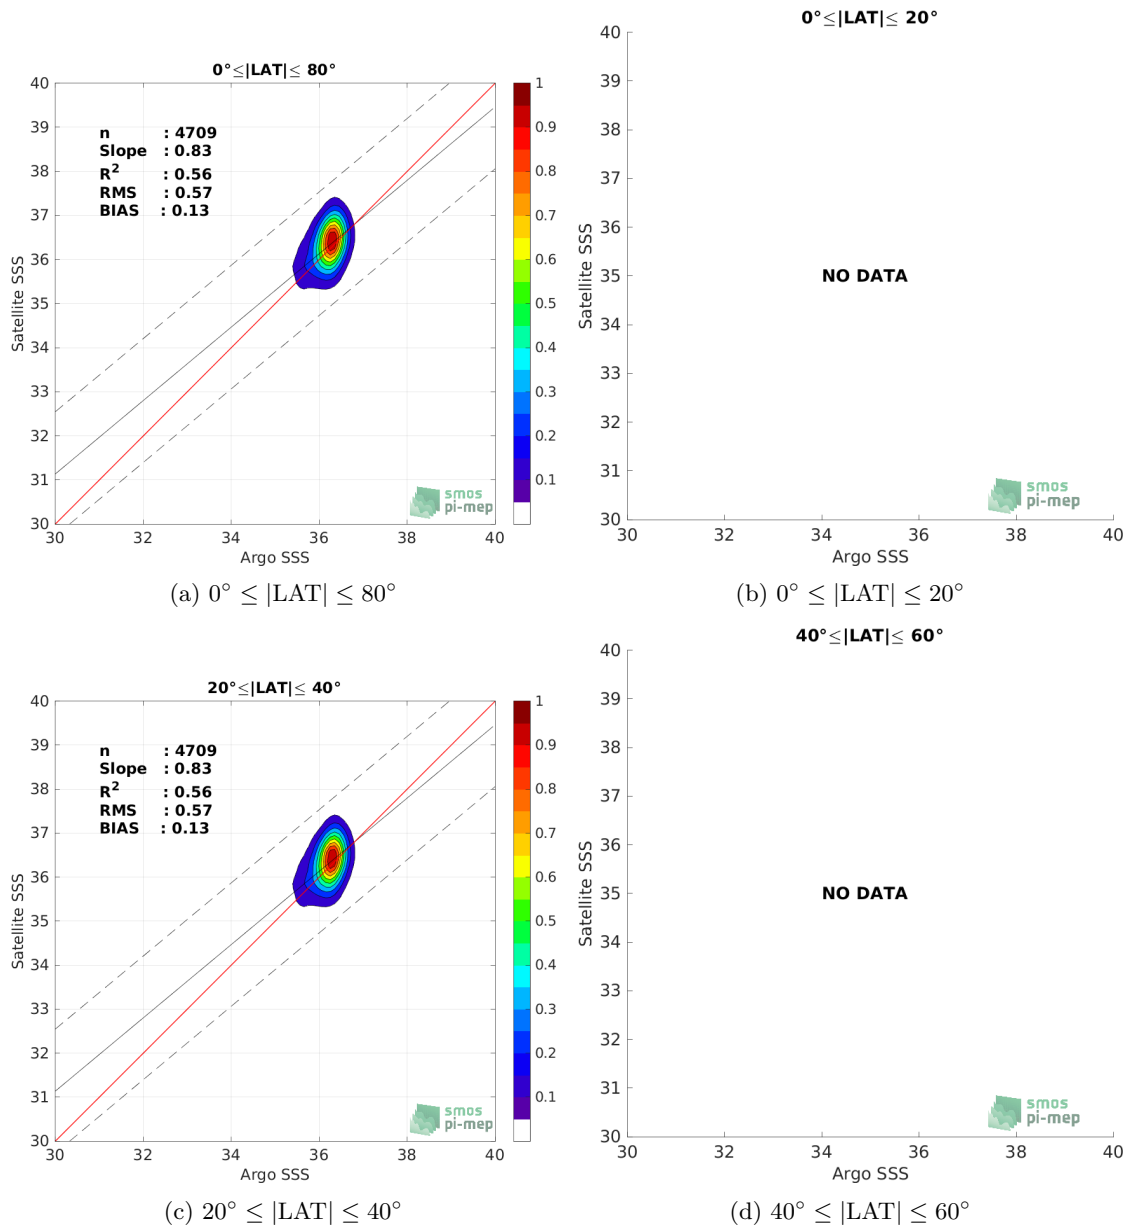 0°≤|LAT|≤ 80°
40
39
38
37
36
35
34
33
32
31
30
Satellite SSS
n : 4709
Slope : 0.83
R2 : 0.56
RMS : 0.57
BIAS : 0.13
1
0.9
0.8
0.7
0.6
0.5
0.4
0.3
0.2
0.1
smos
pi-mep
30 32 34 36 38 40
Argo SSS
(a) 0° ≤ |LAT| ≤ 80°
0°≤|LAT|≤ 20°
40
39
38
37
36
35
34
33
32
31
30
Satellite SSS
NO DATA
smos
pi-mep
30 32 34 36 38 40
Argo SSS
(b) 0° ≤ |LAT| ≤ 20°
20°≤|LAT|≤ 40°
40
39
38
37
36
35
34
33
32
31
30
Satellite SSS
n : 4709
Slope : 0.83
R2 : 0.56
RMS : 0.57
BIAS : 0.13
1
0.9
0.8
0.7
0.6
0.5
0.4
0.3
0.2
0.1
smos
pi-mep
30 32 34 36 38 40
Argo SSS
(c) 20° ≤ |LAT| ≤ 40°
40°≤|LAT|≤ 60°
40
39
38
37
36
35
34
33
32
31
30
Satellite SSS
NO DATA
smos
pi-mep
30 32 34 36 38 40
Argo SSS
(d) 40° ≤ |LAT| ≤ 60°